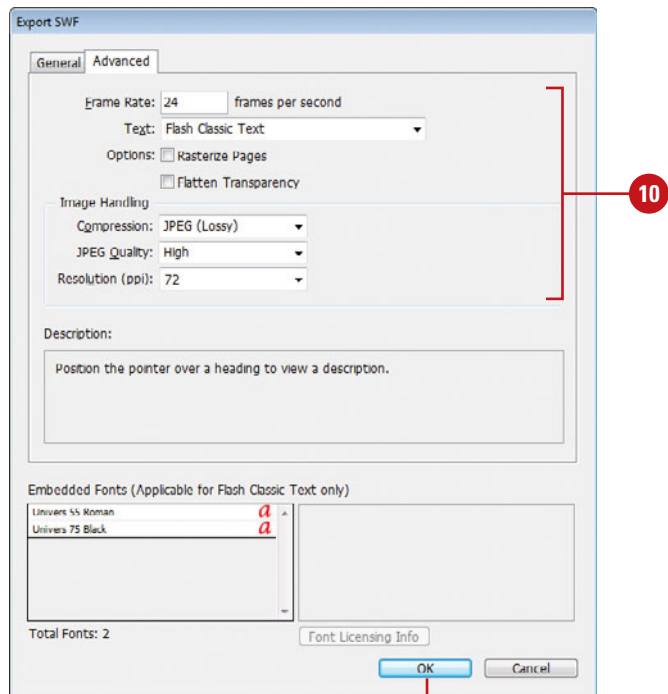 Export SWF
General Advanced
Frame Rate: 24 frames per second
Text: Flash Classic Text
Options: Rasterize Pages
Flatten Transparency
Image Handling
Compression: JPEG (Lossy)
JPEG Quality: High
Resolution (ppi): 72
10
Description:
Position the pointer over a heading to view a description.
Embedded Fonts (Applicable for Flash Classic Text only)
Univers 55 Roman a
Univers 75 Black a
Total Fonts: 2
Font Licensing Info
OK Cancel